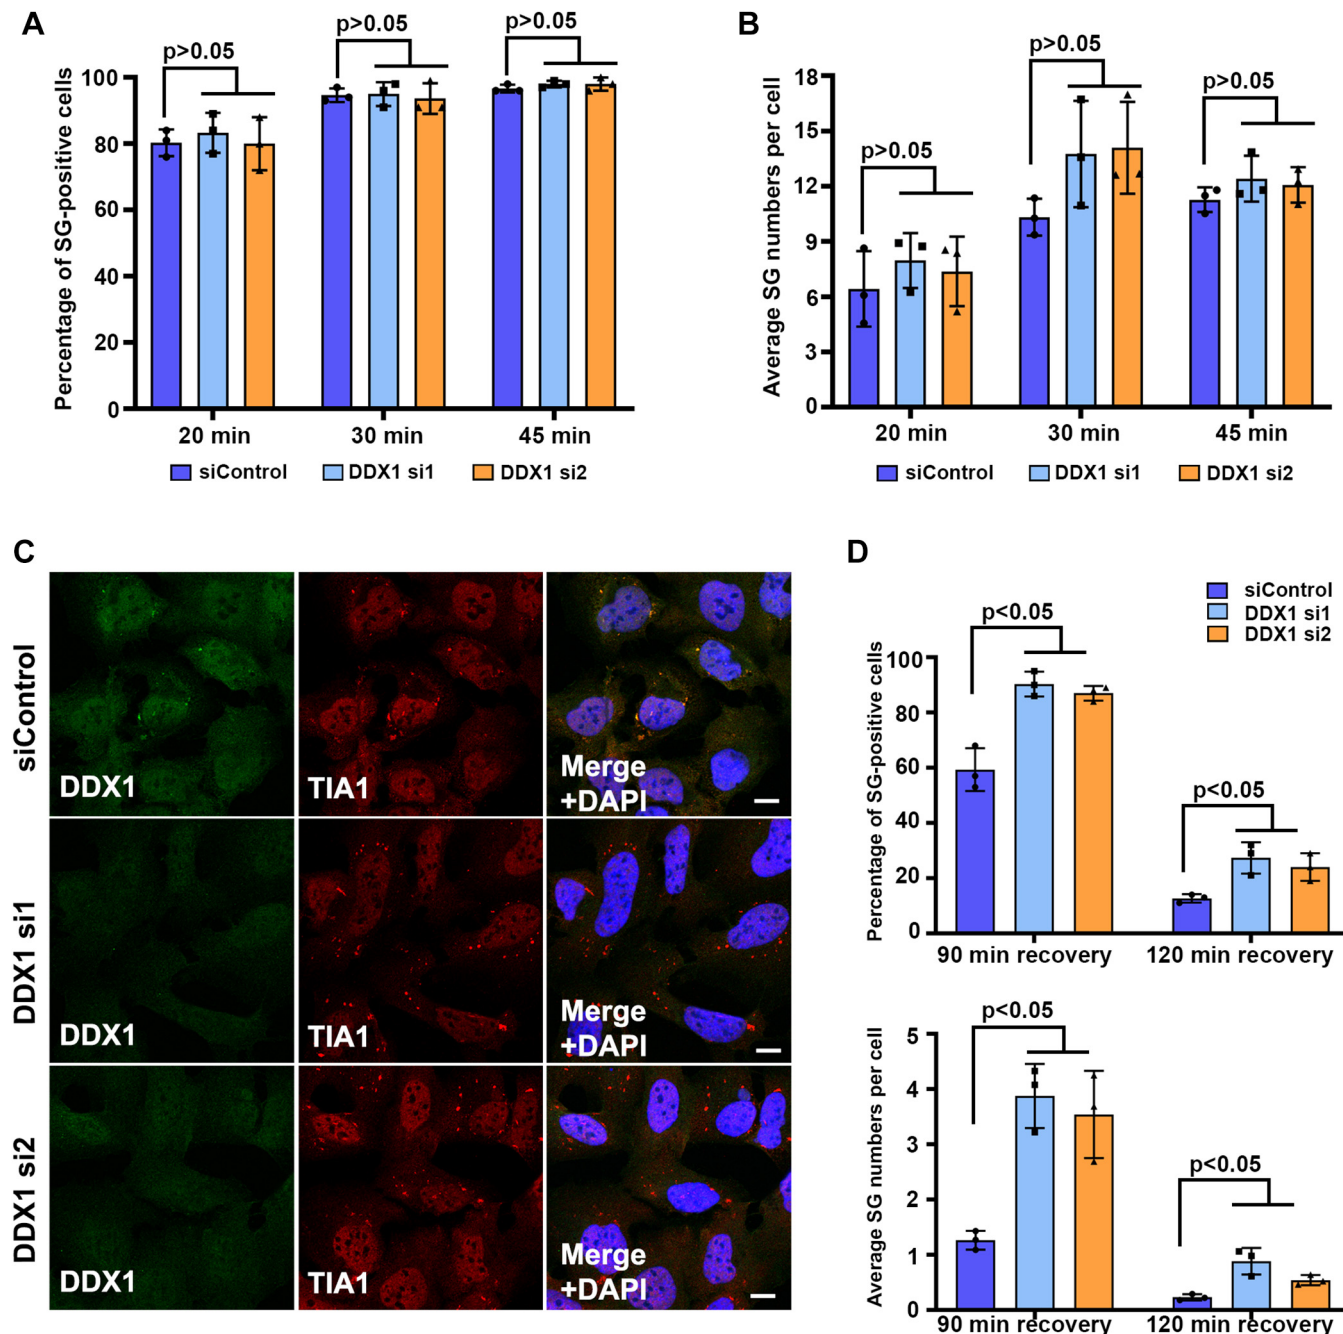 A
p>0.05
p>0.05
p>0.05
Percentage of SG-positive cells
100
80
60
40
20
0
20 min
30 min
45 min
siControl
DDX1 si1
DDX1 si2
B
p>0.05
p>0.05
p>0.05
Average SG numbers per cell
18
15
12
9
6
3
0
20 min
30 min
45 min
siControl
DDX1 si1
DDX1 si2
C
siControl
DDX1
TIA1
Merge
+DAPI
DDX1 si1
DDX1
TIA1
Merge
+DAPI
DDX1 si2
DDX1
TIA1
Merge
+DAPI
D
siControl
DDX1 si1
DDX1 si2
p<0.05
p<0.05
Percentage of SG-positive cells
100
80
60
40
20
0
90 min recovery
120 min recovery
p<0.05
p<0.05
Average SG numbers per cell
5
4
3
2
1
0
90 min recovery
120 min recovery